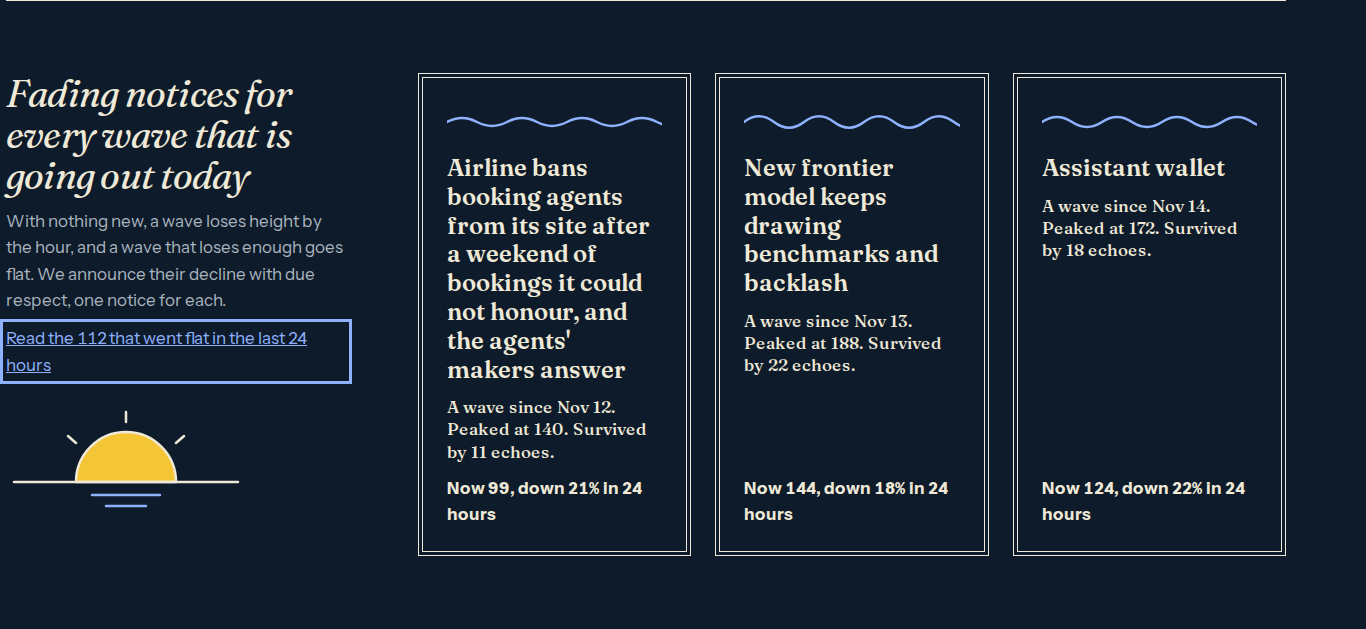 Fading notices for
every wave that is
going out today
With nothing new, a wave loses height by
the hour, and a wave that loses enough goes
flat. We announce their decline with due
respect, one notice for each.
Read the 112 that went flat in the last 24
hours
Airline bans
booking agents
from its site after
a weekend of
bookings it could
not honour, and
the agents'
makers answer
A wave since Nov 12.
Peaked at 140. Survived
by 11 echoes.
Now 99, down 21% in 24
hours
New frontier
model keeps
drawing
benchmarks and
backlash
A wave since Nov 13.
Peaked at 188. Survived
by 22 echoes.
Now 144, down 18% in 24
hours
Assistant wallet
A wave since Nov 14.
Peaked at 172. Survived
by 18 echoes.
Now 124, down 22% in 24
hours